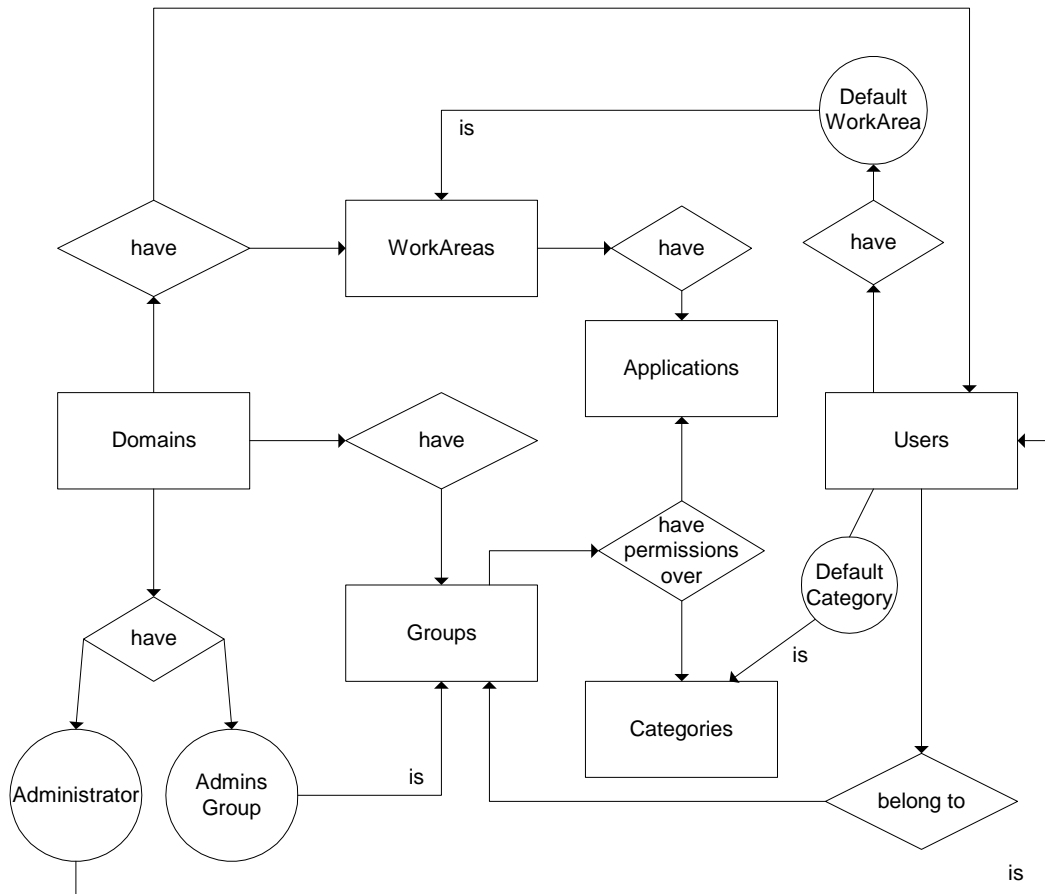 Default
WorkArea
is
have
WorkAreas
have
have
Applications
Domains
have
Users
have
permissions
over
Default
Category
have
Groups
is
Categories
Administrator
Admins
Group
is
belong to
is